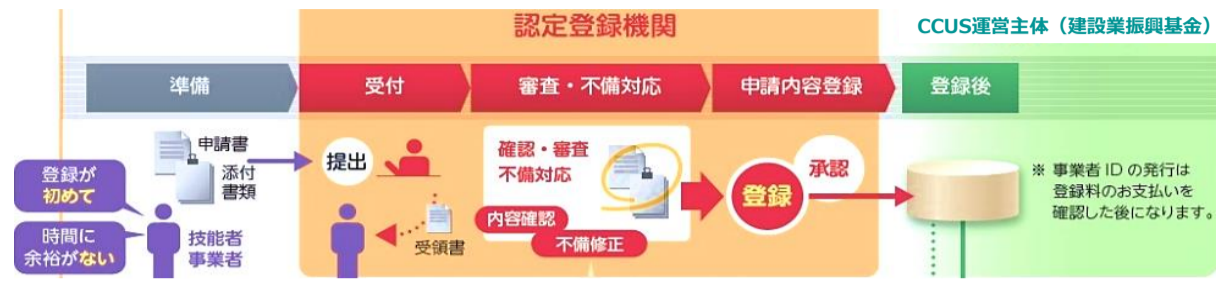 認定登録機関
CCUS運営主体（建設業振興基金）
準備
受付
審査・不備対応
申請内容登録
登録後
登録が
初めて
時間に
余裕がない
申請書
添付
書類
技能者
事業者
提出
受領書
確認・審査
不備対応
内容確認
不備修正
登録
承認
※ 事業者 ID の発行は
登録料のお支払いを
確認した後になります。